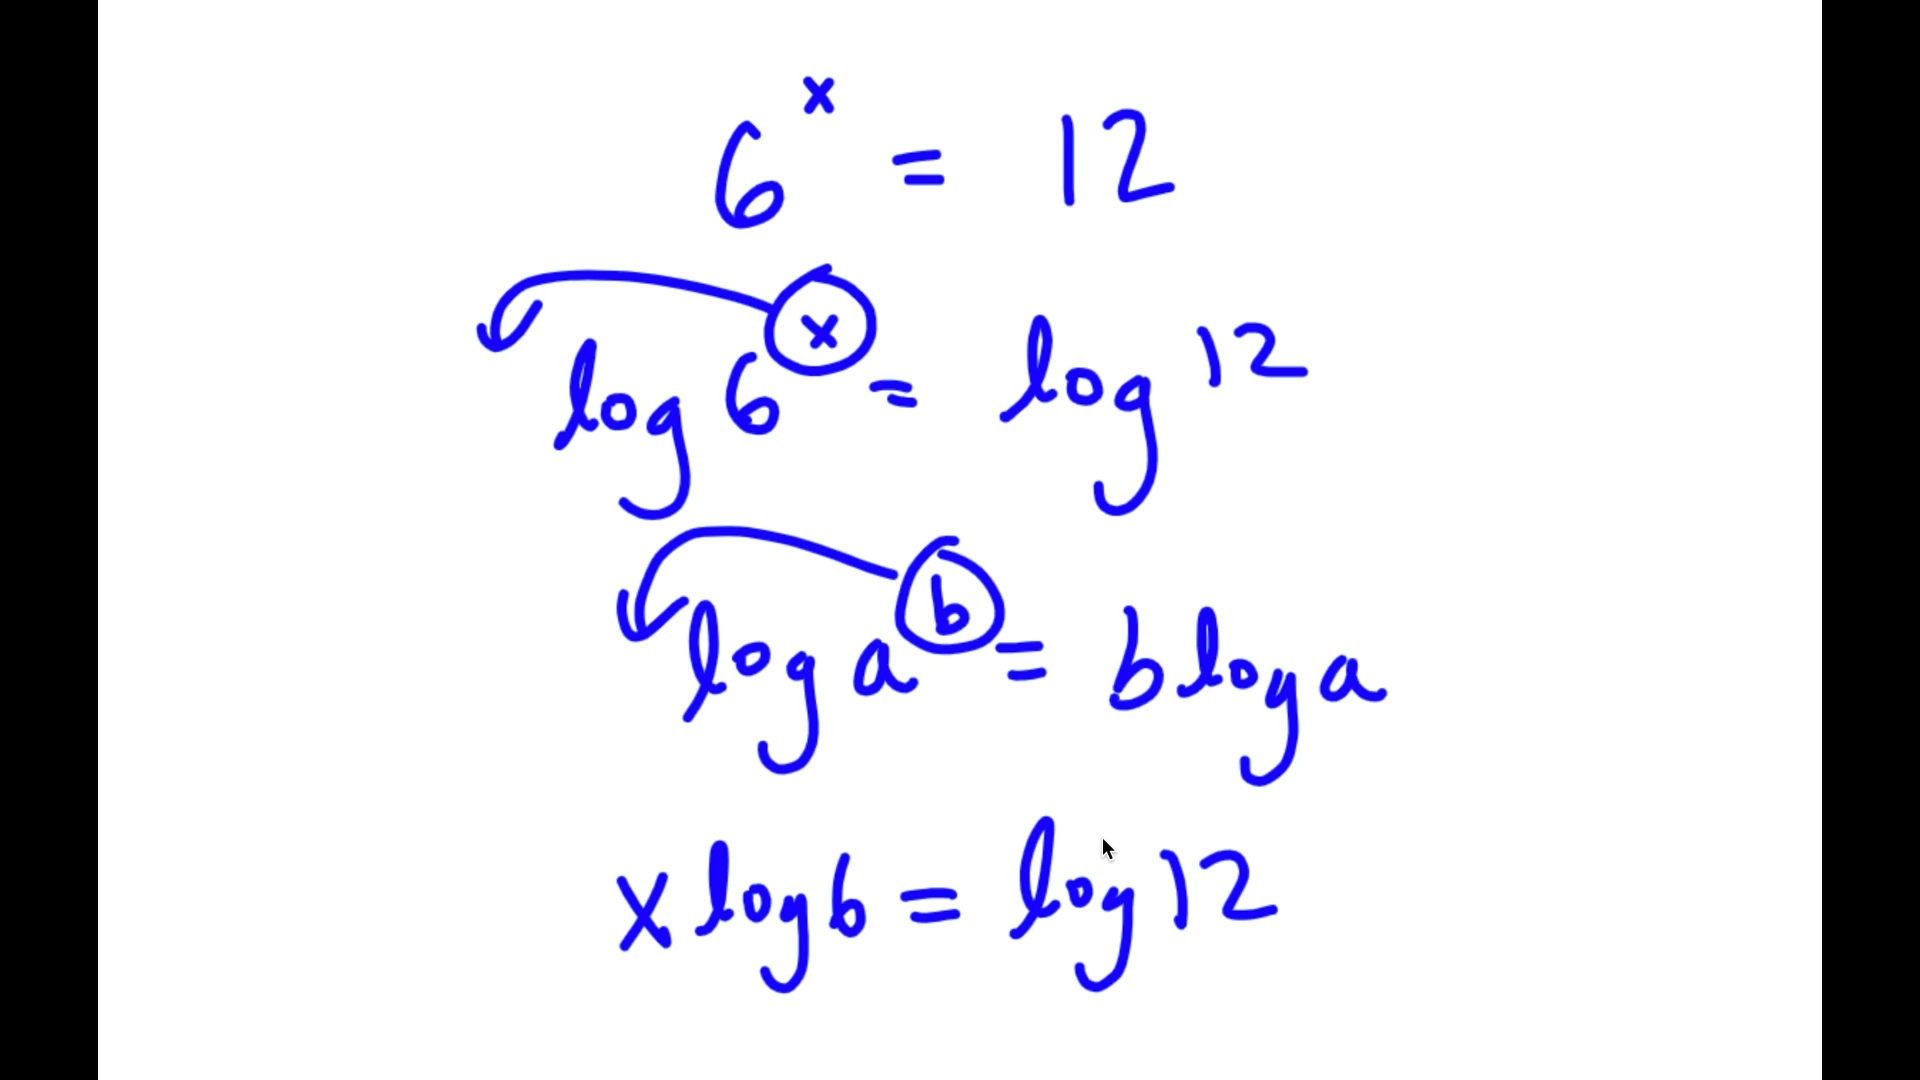 6^x = 12
log 6^x = log 12
log a^b = b log a
x log 6 = log 12